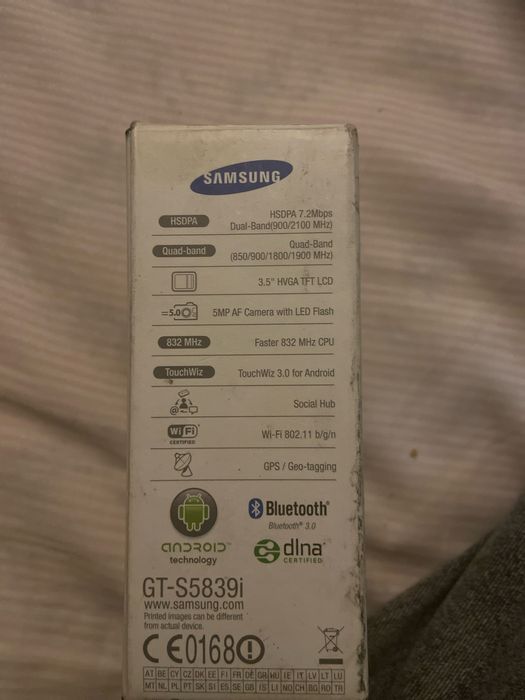 SAMSUNG
HSDPA
HSDPA 7.2Mbps
Dual-Band(900/2100 MHz)
Quad-band
Quad-Band
(850/900/1800/1900 MHz)
3.5" HVGA TFT LCD
5.0
5MP AF Camera with LED Flash
832 MHz
Faster 832 MHz CPU
TouchWiz
TouchWiz 3.0 for Android
@
Social Hub
Wi Fi
CERTIFIED
Wi-Fi 802.11 b/g/n
GPS / Geo-tagging
Bluetooth®
Bluetooth® 3.0
ANDROID™
technology
dlna
CERTIFIED
GT-S5839i
www.samsung.com
Printed images can be different
from actual device.
CE0168
AT BE CY CZ DK EE FI FR DE GR HU IE IT LV LT LU
MT NL PL PT SK SI ES SE GB IS LI NO CH BG RO TR